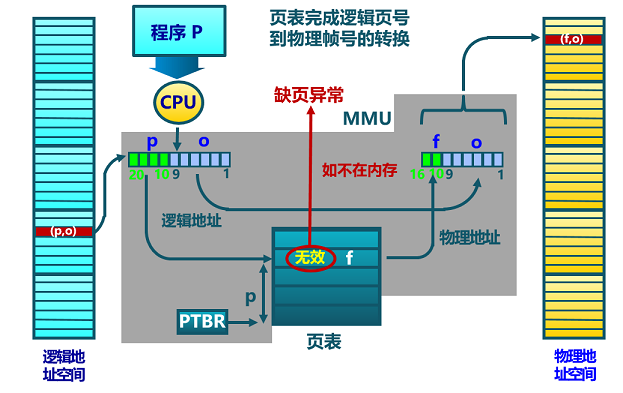 程序 P
页表完成逻辑页号
到物理帧号的转换
(f,o)
缺页异常
CPU
MMU
p o
f o
如不在内存
20 10 9 1
16 10 9 1
逻辑地址
(p,o)
物理地址
无效 f
p
PTBR
页表
逻辑地
址空间
物理地
址空间